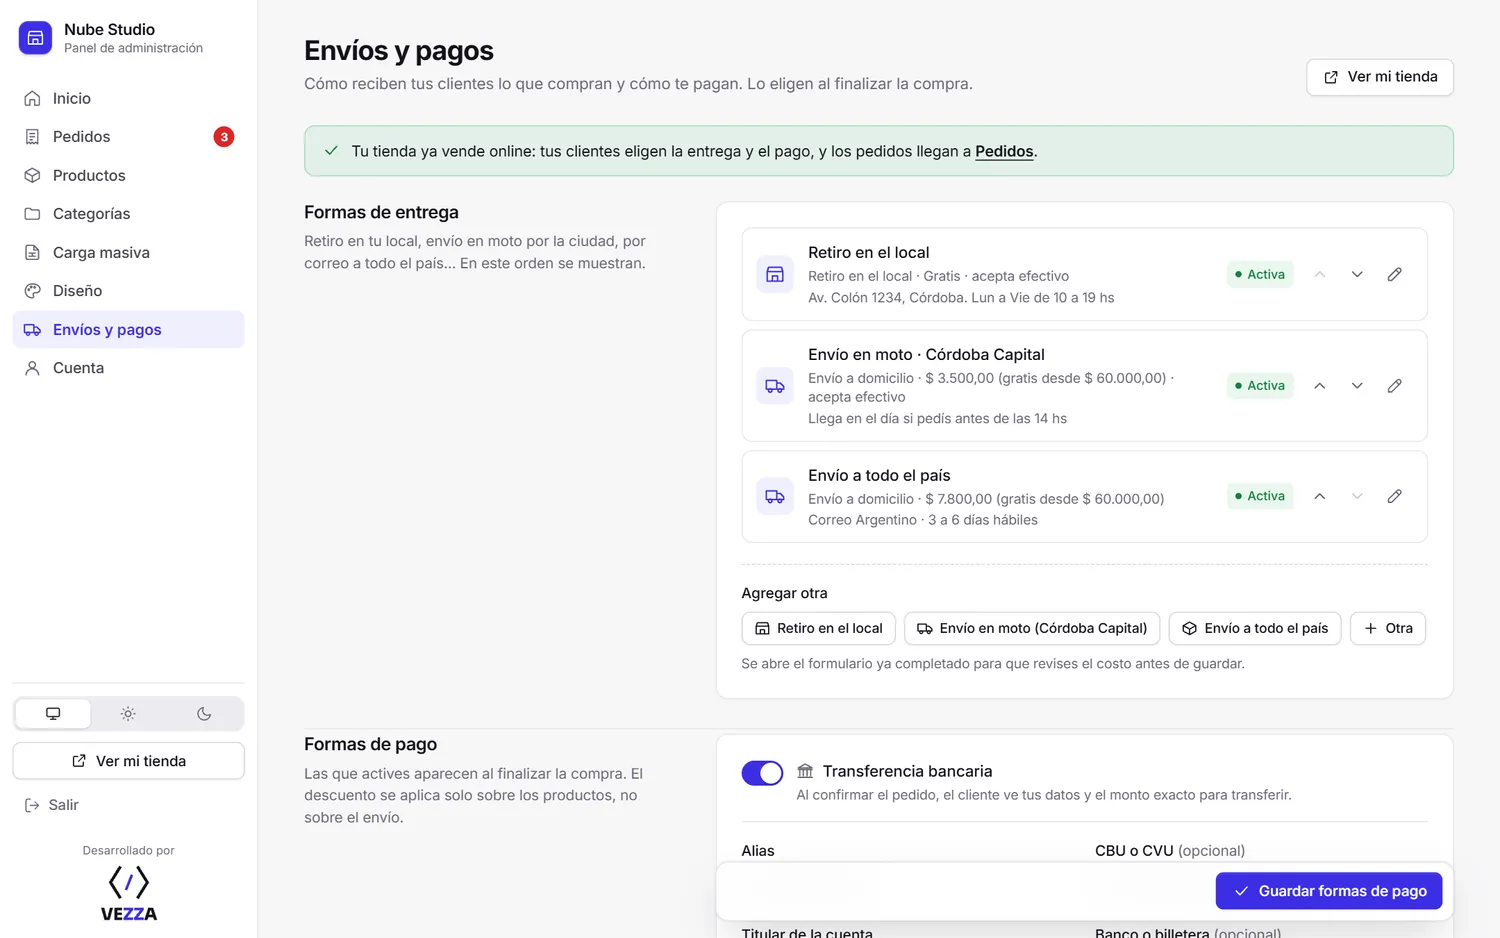 Nube Studio
Panel de administración
Inicio
Pedidos
3
Productos
Categorías
Carga masiva
Diseño
Envíos y pagos
Cuenta
Ver mi tienda
Salir
Desarrollado por
</>
VEZZA
Envíos y pagos
Cómo reciben tus clientes lo que compran y cómo te pagan. Lo eligen al finalizar la compra.
Ver mi tienda
Tu tienda ya vende online: tus clientes eligen la entrega y el pago, y los pedidos llegan a Pedidos.
Formas de entrega
Retiro en tu local, envío en moto por la ciudad, por
correo a todo el país... En este orden se muestran.
Retiro en el local
Retiro en el local · Gratis · acepta efectivo
Av. Colón 1234, Córdoba. Lun a Vie de 10 a 19 hs
Activa
Envío en moto · Córdoba Capital
Envío a domicilio · $ 3.500,00 (gratis desde $ 60.000,00) ·
acepta efectivo
Llega en el día si pedís antes de las 14 hs
Activa
Envío a todo el país
Envío a domicilio · $ 7.800,00 (gratis desde $ 60.000,00)
Correo Argentino · 3 a 6 días hábiles
Activa
Agregar otra
Retiro en el local
Envío en moto (Córdoba Capital)
Envío a todo el país
Otra
Se abre el formulario ya completado para que revises el costo antes de guardar.
Formas de pago
Las que actives aparecen al finalizar la compra. El
descuento se aplica solo sobre los productos, no
sobre el envío.
Transferencia bancaria
Al confirmar el pedido, el cliente ve tus datos y el monto exacto para transferir.
Alias
CBU o CVU (opcional)
Guardar formas de pago
Titular de la cuenta
Banco o billetera (opcional)